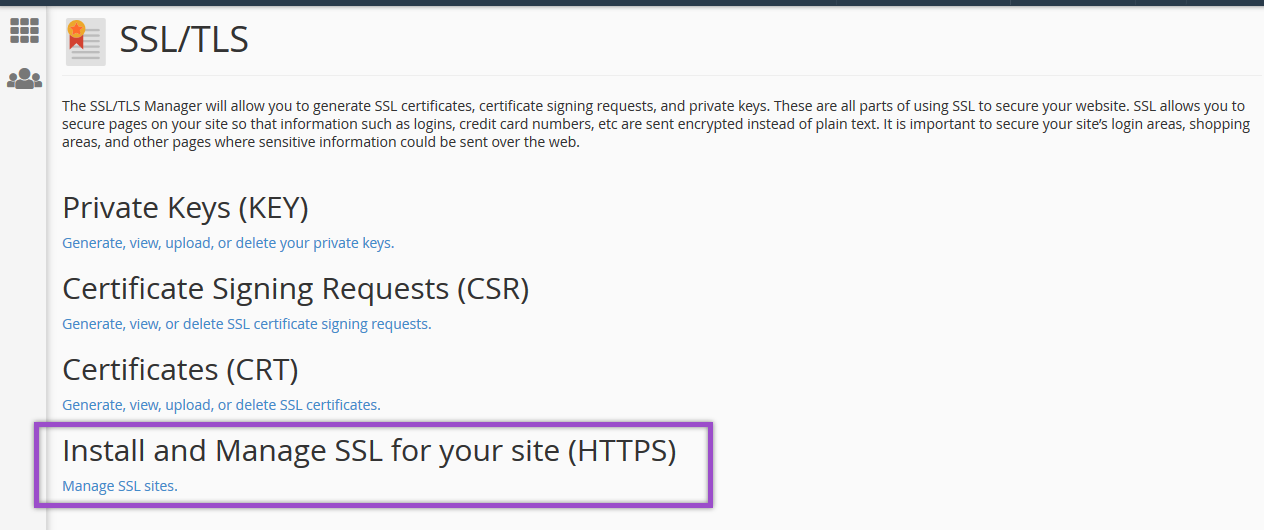 SSL/TLS
The SSL/TLS Manager will allow you to generate SSL certificates, certificate signing requests, and private keys. These are all parts of using SSL to secure your website. SSL allows you to
secure pages on your site so that information such as logins, credit card numbers, etc are sent encrypted instead of plain text. It is important to secure your site’s login areas, shopping
areas, and other pages where sensitive information could be sent over the web.
Private Keys (KEY)
Generate, view, upload, or delete your private keys.
Certificate Signing Requests (CSR)
Generate, view, or delete SSL certificate signing requests.
Certificates (CRT)
Generate, view, upload, or delete SSL certificates.
Install and Manage SSL for your site (HTTPS)
Manage SSL sites.